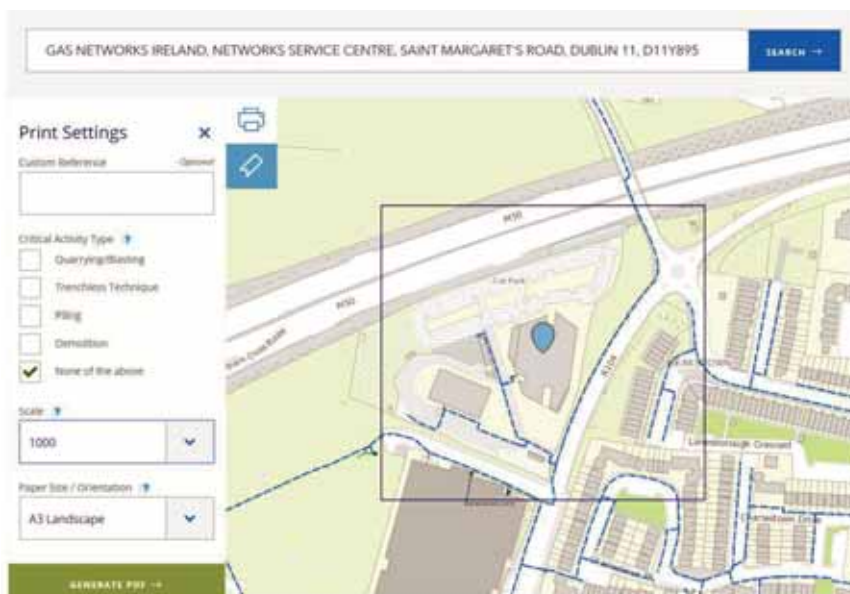 GAS NETWORKS IRELAND, NETWORKS SERVICE CENTRE, SAINT MARGARET'S ROAD, DUBLIN 11, D11Y895
SEARCH →
Print Settings
Custom Reference
Optional
Critical Activity Type ?
Quarrying/Blasting
Trenchless Technique
Piling
Demolition
None of the above
Scale ?
1000
Paper Size / Orientation ?
A3 Landscape
GENERATE PDF →
M50
Car Park
M50
R104
Charlestown Drive